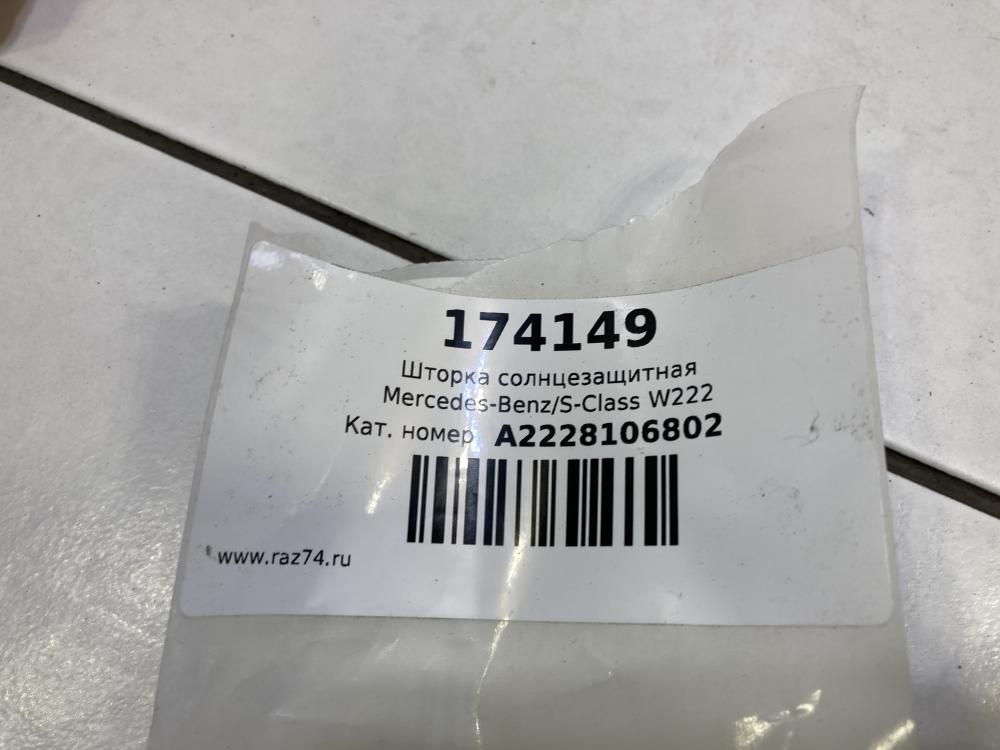 174149
Шторка солнцезащитная
Mercedes-Benz/S-Class W222
Кат. номер A2228106802
www.raz74.ru